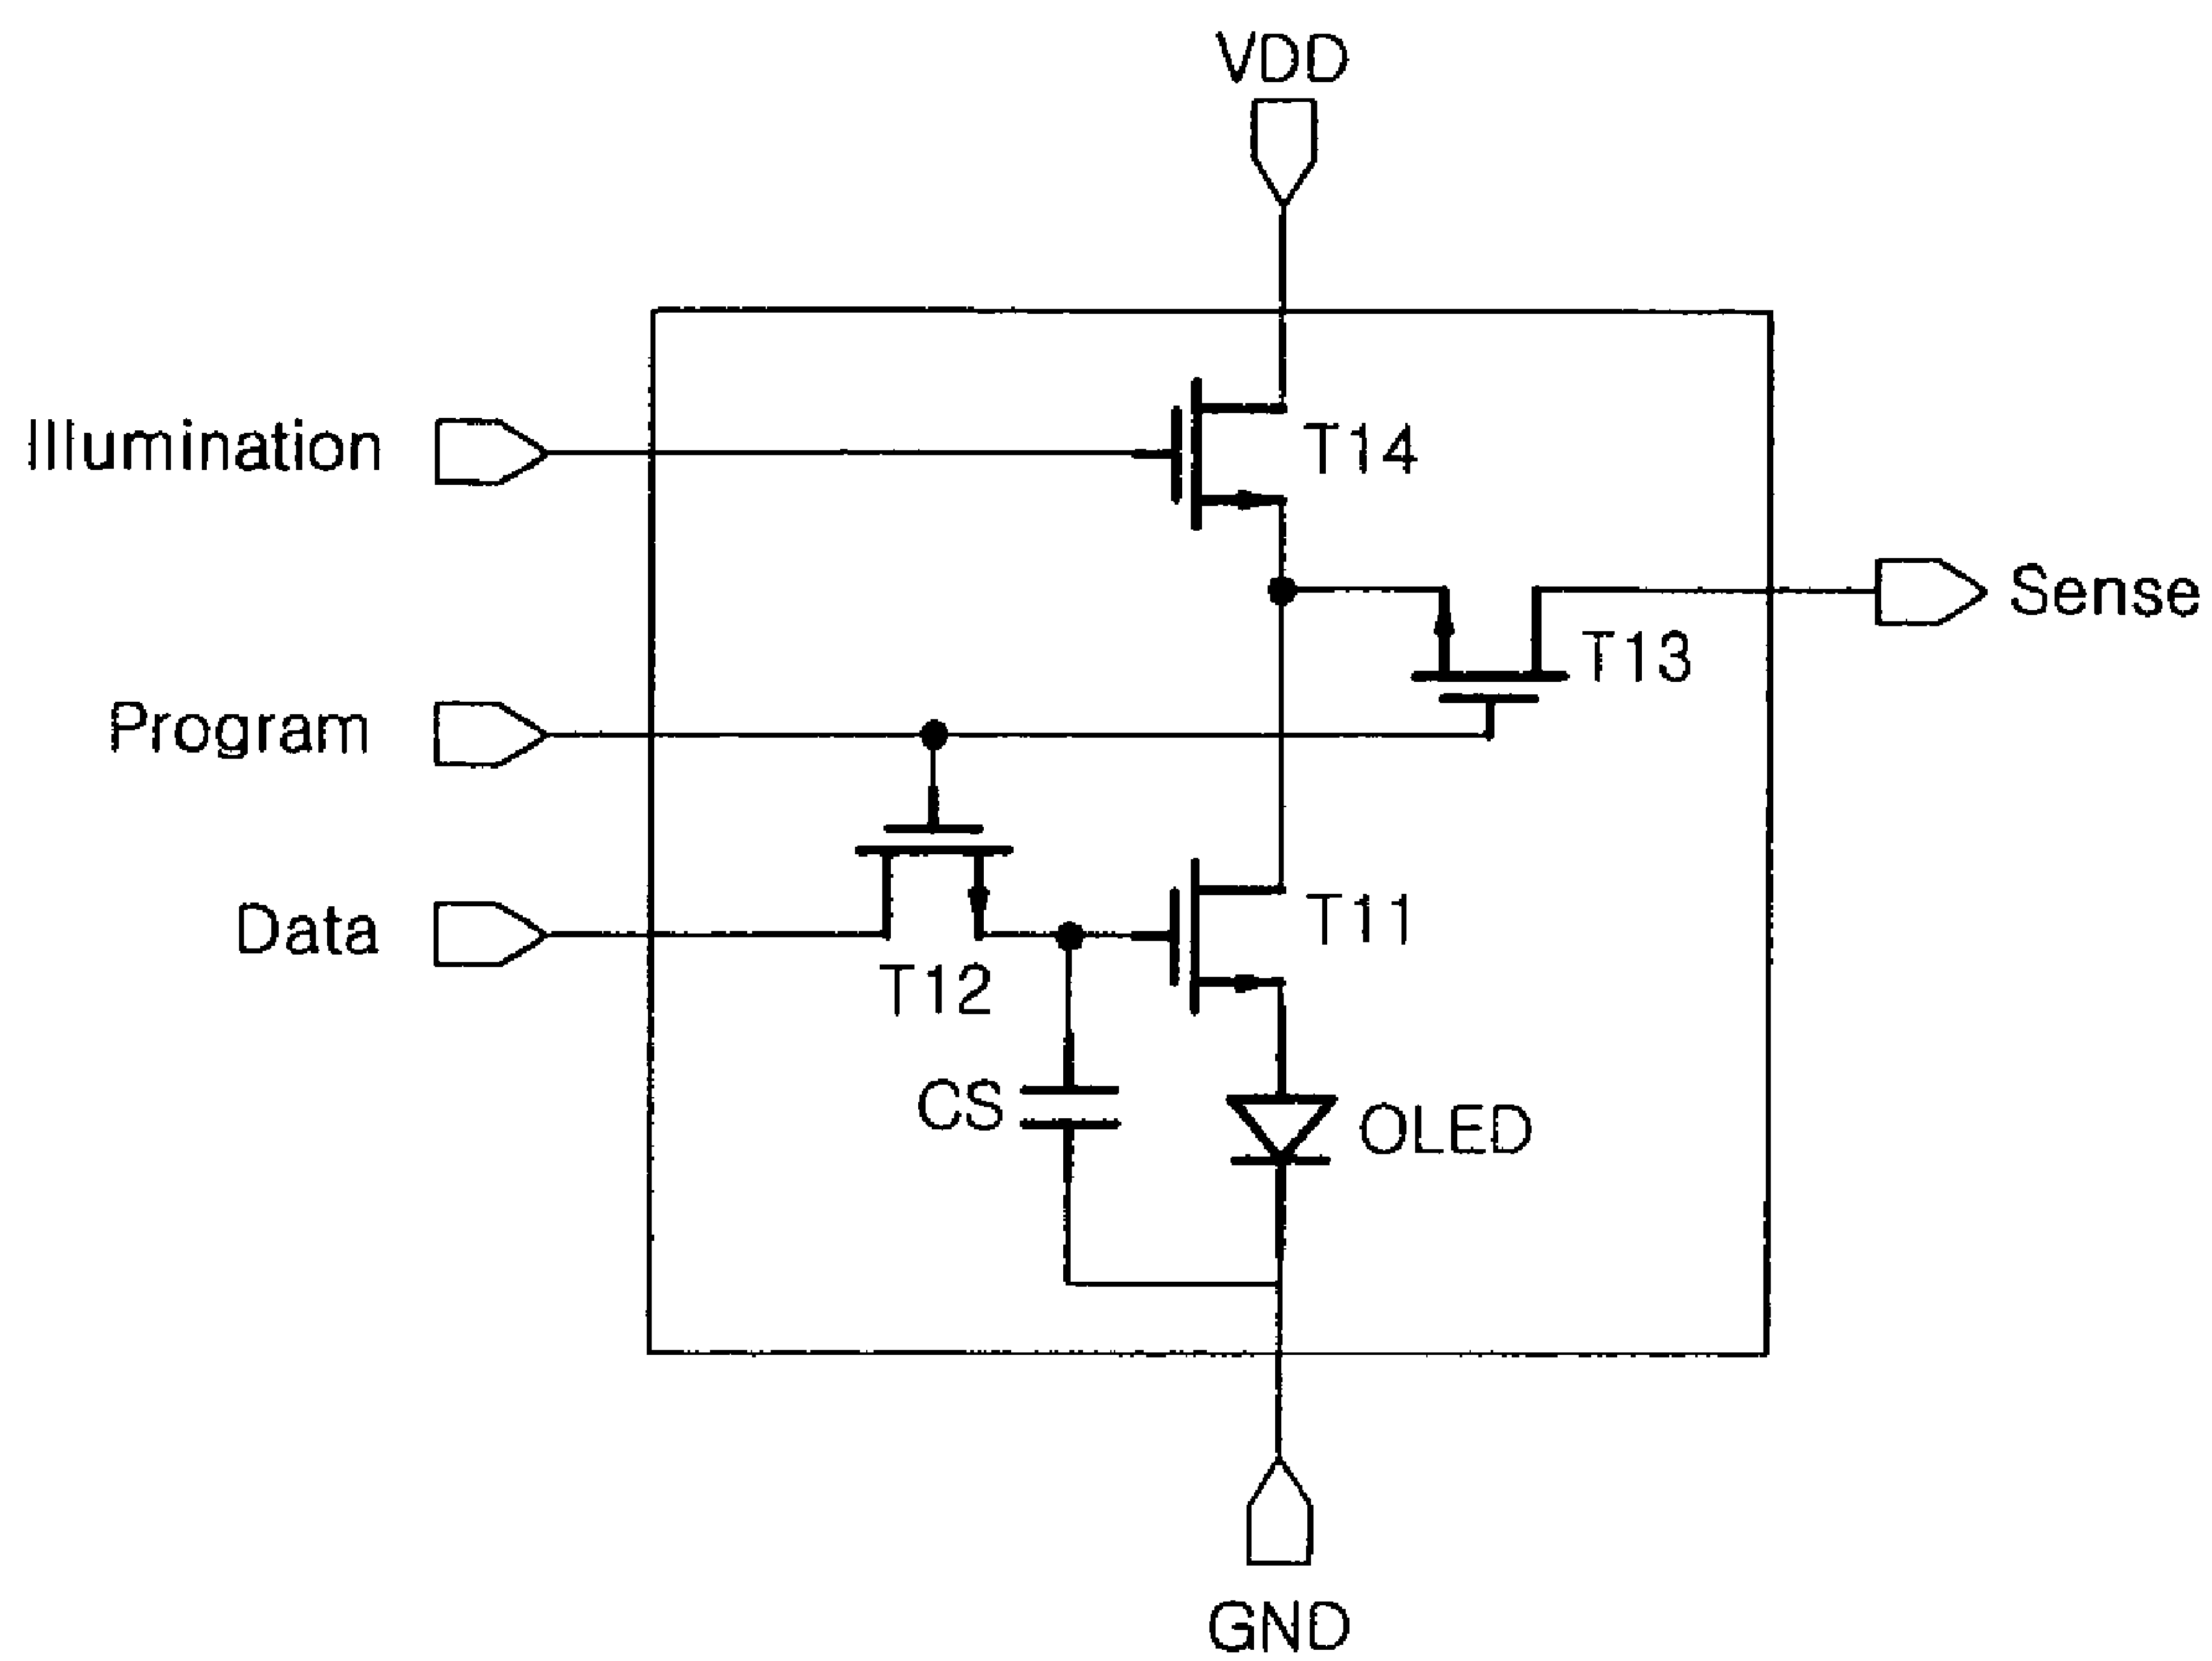 VDD
Illumination
T14
Sense
T13
Program
Data
T11
T12
CS
OLED
GND